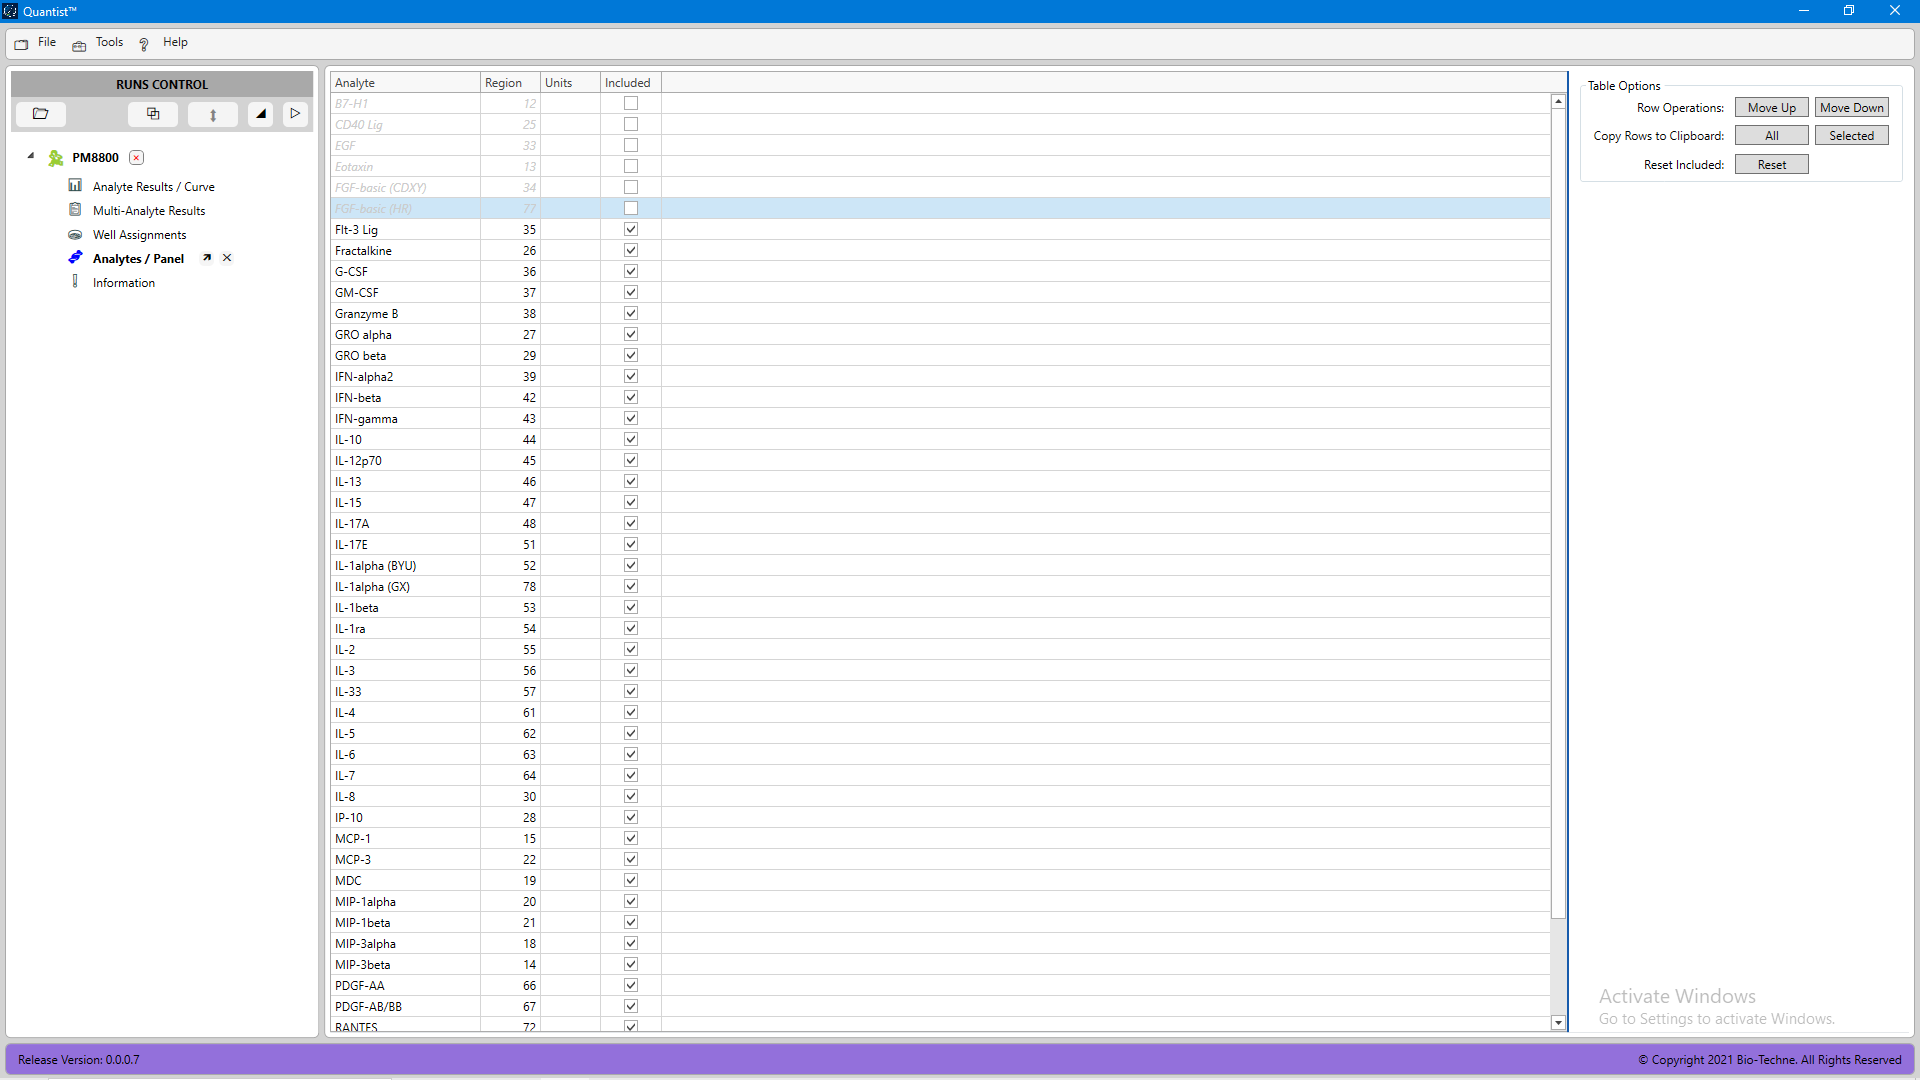 Quantist™
File Tools Help
RUNS CONTROL
PM8800
Analyte Results / Curve
Multi-Analyte Results
Well Assignments
Analytes / Panel
Information
Analyte Region Units Included
B7-H1 12
CD40 Lig 25
EGF 33
Eotaxin 13
FGF-basic (CDXY) 34
FGF-basic (HR) 77
Flt-3 Lig 35
Fractalkine 26
G-CSF 36
GM-CSF 37
Granzyme B 38
GRO alpha 27
GRO beta 29
IFN-alpha2 39
IFN-beta 42
IFN-gamma 43
IL-10 44
IL-12p70 45
IL-13 46
IL-15 47
IL-17A 48
IL-17E 51
IL-1alpha (BYU) 52
IL-1alpha (GX) 78
IL-1beta 53
IL-1ra 54
IL-2 55
IL-3 56
IL-33 57
IL-4 61
IL-5 62
IL-6 63
IL-7 64
IL-8 30
IP-10 28
MCP-1 15
MCP-3 22
MDC 19
MIP-1alpha 20
MIP-1beta 21
MIP-3alpha 18
MIP-3beta 14
PDGF-AA 66
PDGF-AB/BB 67
RANTES 72
Table Options
Row Operations: Move Up Move Down
Copy Rows to Clipboard: All Selected
Reset Included: Reset
Activate Windows
Go to Settings to activate Windows.
Release Version: 0.0.0.7
© Copyright 2021 Bio-Techne. All Rights Reserved